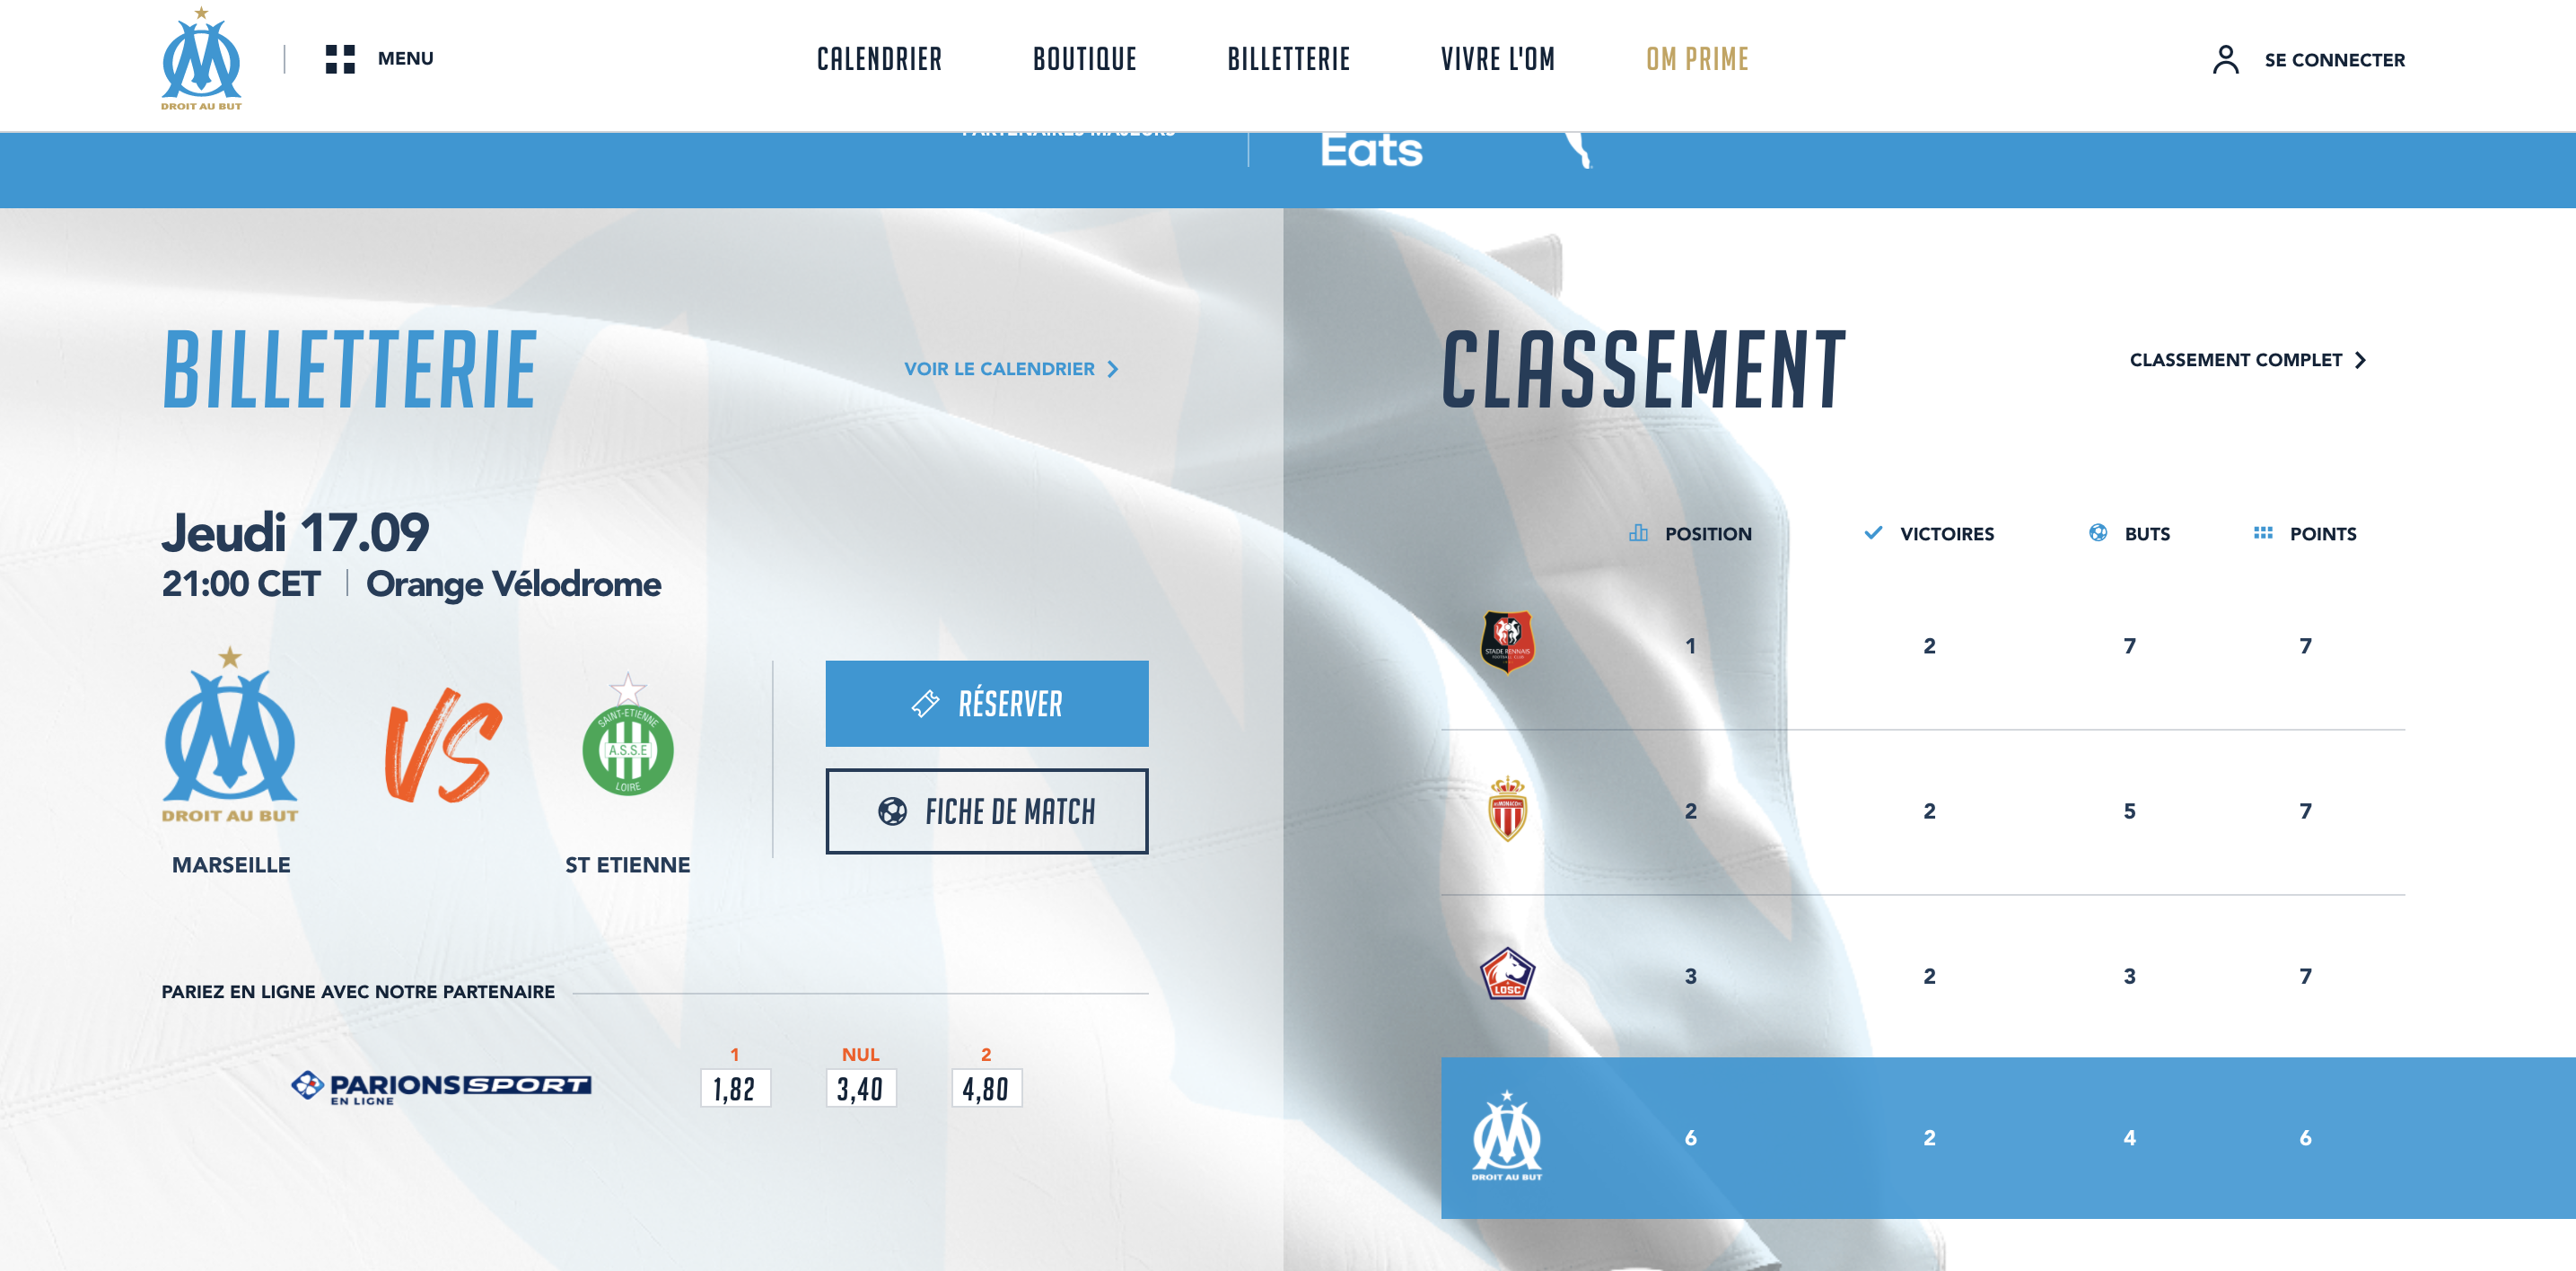 DROIT AU BUT
MENU
CALENDRIER
BOUTIQUE
BILLETTERIE
VIVRE L'OM
OM PRIME
SE CONNECTER
PARTENAIRES MAJEURS
Eats
BILLETTERIE
VOIR LE CALENDRIER
Jeudi 17.09
21:00 CET | Orange Vélodrome
DROIT AU BUT
VS
SAINT-ETIENNE
A.S.S.E
LOIRE
MARSEILLE
ST ETIENNE
RÉSERVER
FICHE DE MATCH
PARIEZ EN LIGNE AVEC NOTRE PARTENAIRE
PARIONS SPORT
EN LIGNE
1 NUL 2
1,82 3,40 4,80
CLASSEMENT
CLASSEMENT COMPLET
POSITION VICTOIRES BUTS POINTS
STADE RENNAIS
FOOTBALL CLUB
1 2 7 7
AS MONACO FC
2 2 5 7
LOSC
3 2 3 7
DROIT AU BUT
6 2 4 6